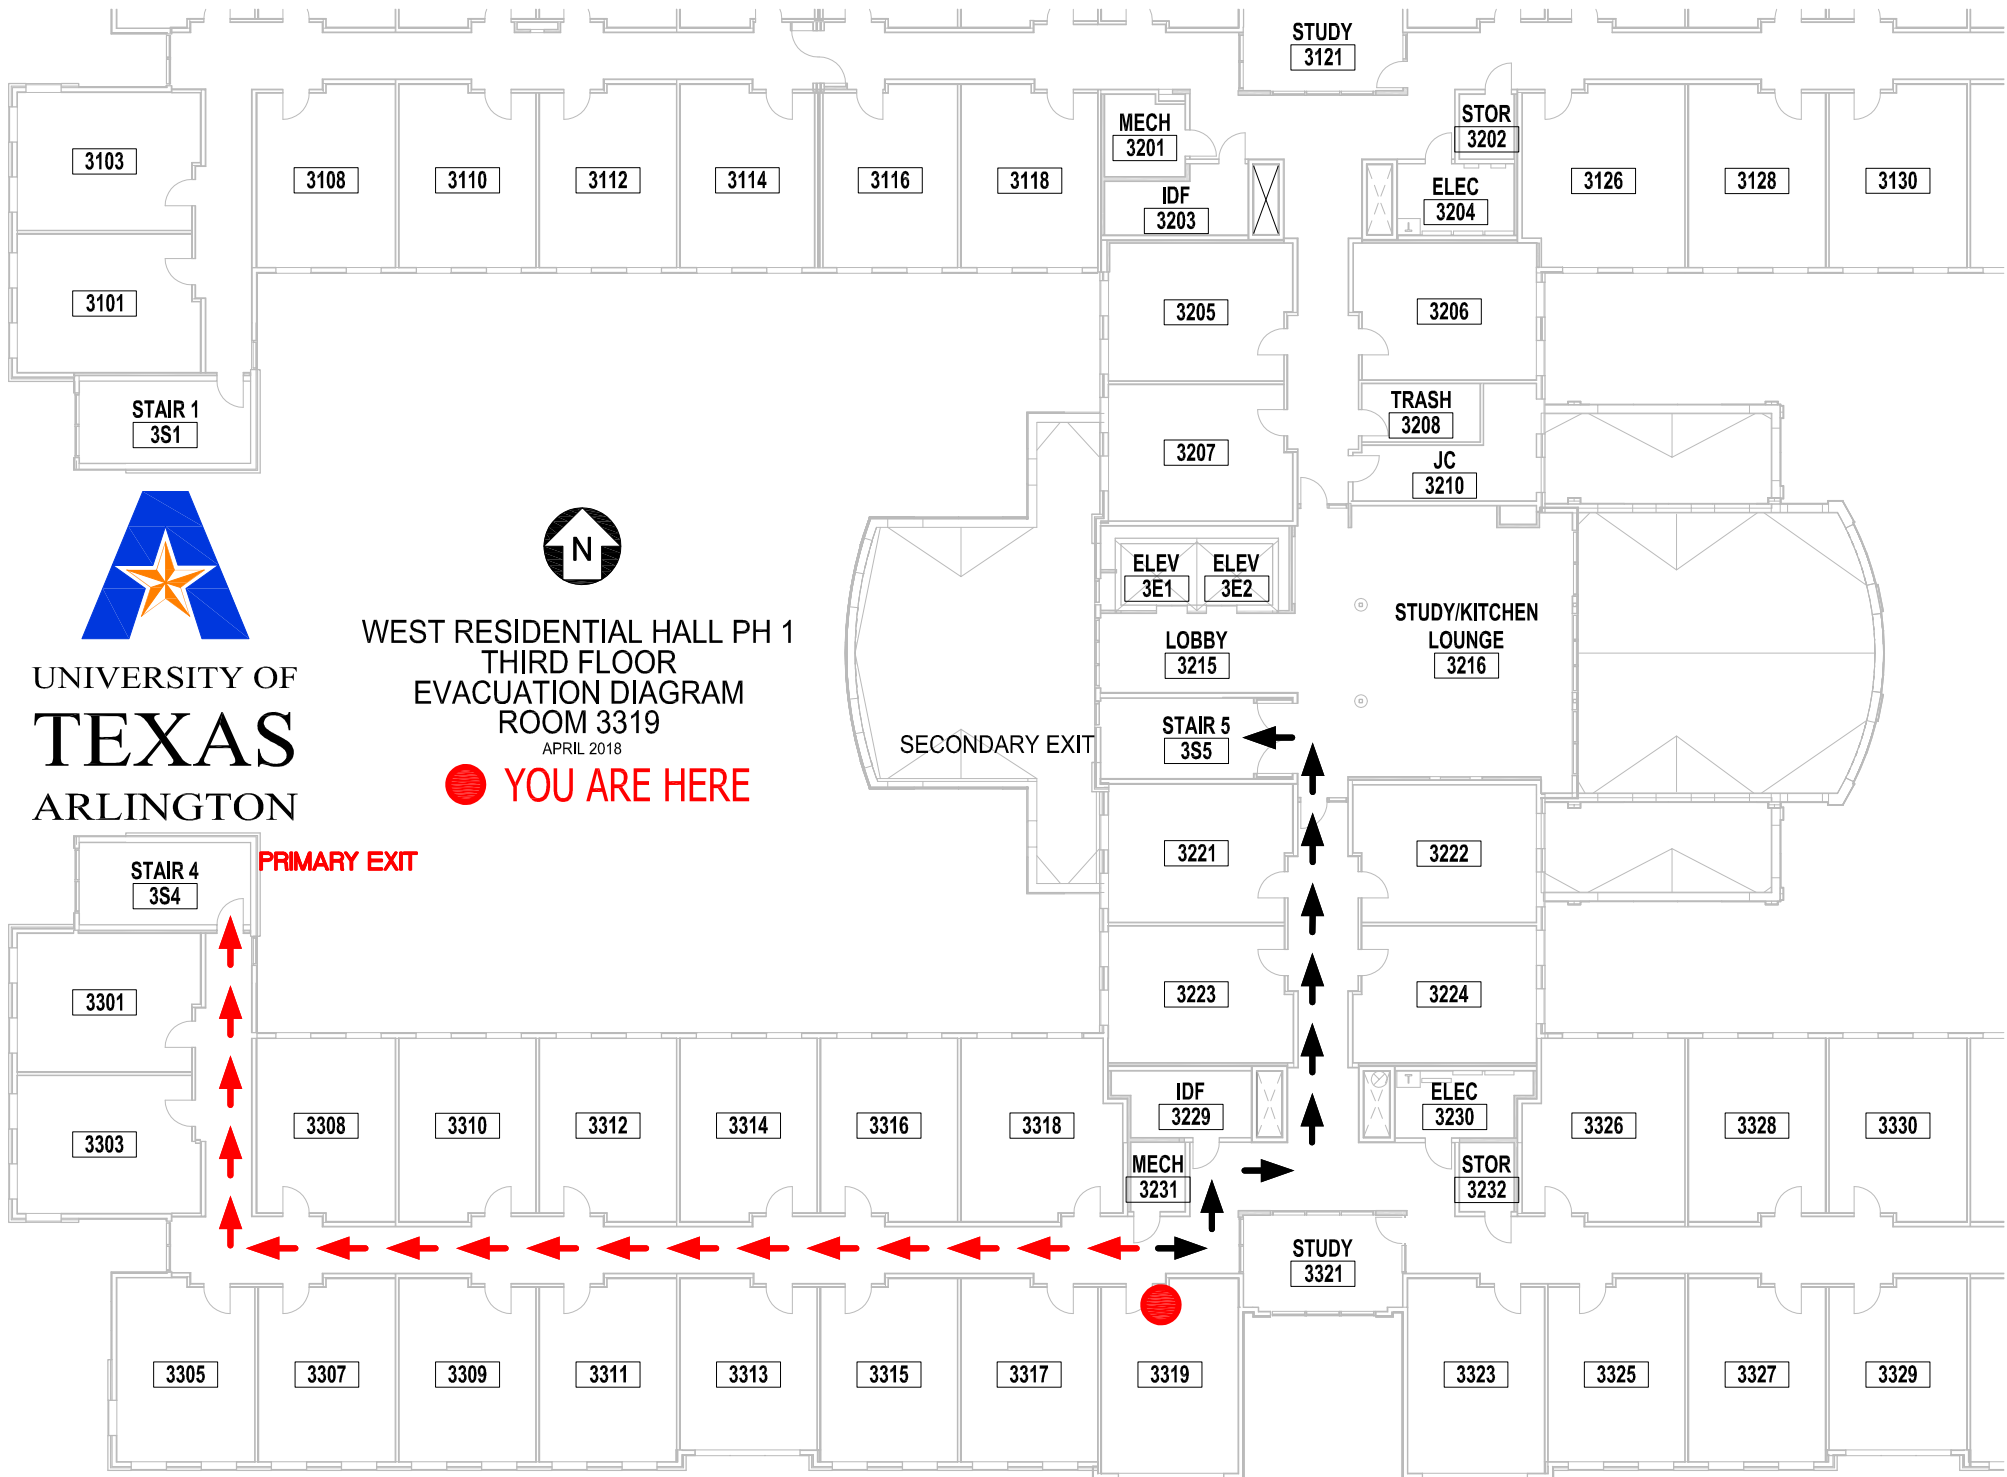 STUDY
3121
MECH
3201
STOR
3202
3103
3108
3110
3112
3114
3116
3118
IDF
3203
ELEC
3204
3126
3128
3130
3101
3205
3206
STAIR 1
3S1
3207
TRASH
3208
JC
3210
N
ELEV
3E1
ELEV
3E2
STUDY/KITCHEN
LOUNGE
3216
LOBBY
3215
UNIVERSITY OF
TEXAS
ARLINGTON
WEST RESIDENTIAL HALL PH 1
THIRD FLOOR
EVACUATION DIAGRAM
ROOM 3319
APRIL 2018
YOU ARE HERE
SECONDARY EXIT
STAIR 5
3S5
PRIMARY EXIT
STAIR 4
3S4
3221
3222
3301
3223
3224
3303
3308
3310
3312
3314
3316
3318
IDF
3229
T
ELEC
3230
3326
3328
3330
MECH
3231
STOR
3232
STUDY
3321
3305
3307
3309
3311
3313
3315
3317
3319
3323
3325
3327
3329